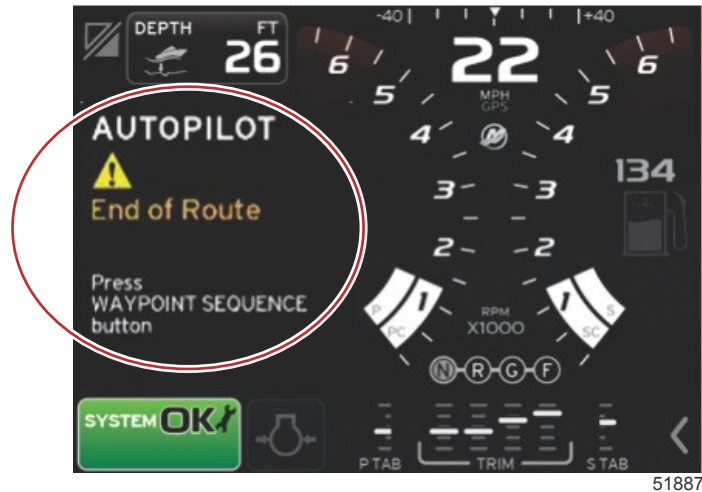 DEPTH FT
26
-40 +40
22
MPH
GPS
6 6
5 5
4 4
3 3
2 2
1 1
P S
PC SC
RPM
X1000
N R G F
134
GAL
AUTOPILOT
End of Route
Press
WAYPOINT SEQUENCE
button
SYSTEM OK
P TAB TRIM S TAB
51887